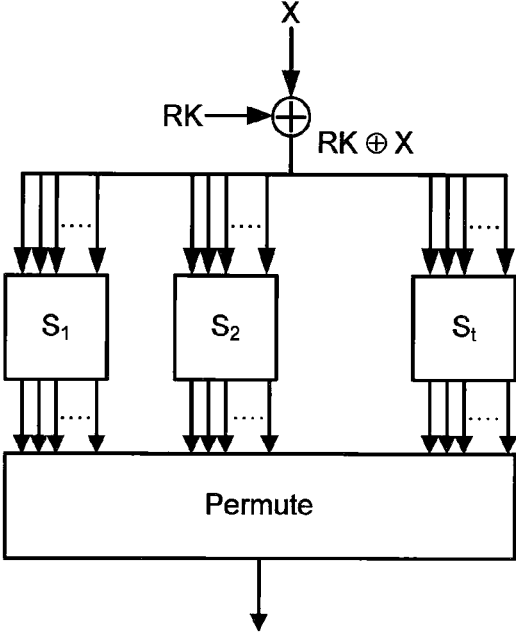 X
RK
RK ⊕ X
.... .... ....
S1 S2 St
.... .... ....
Permute